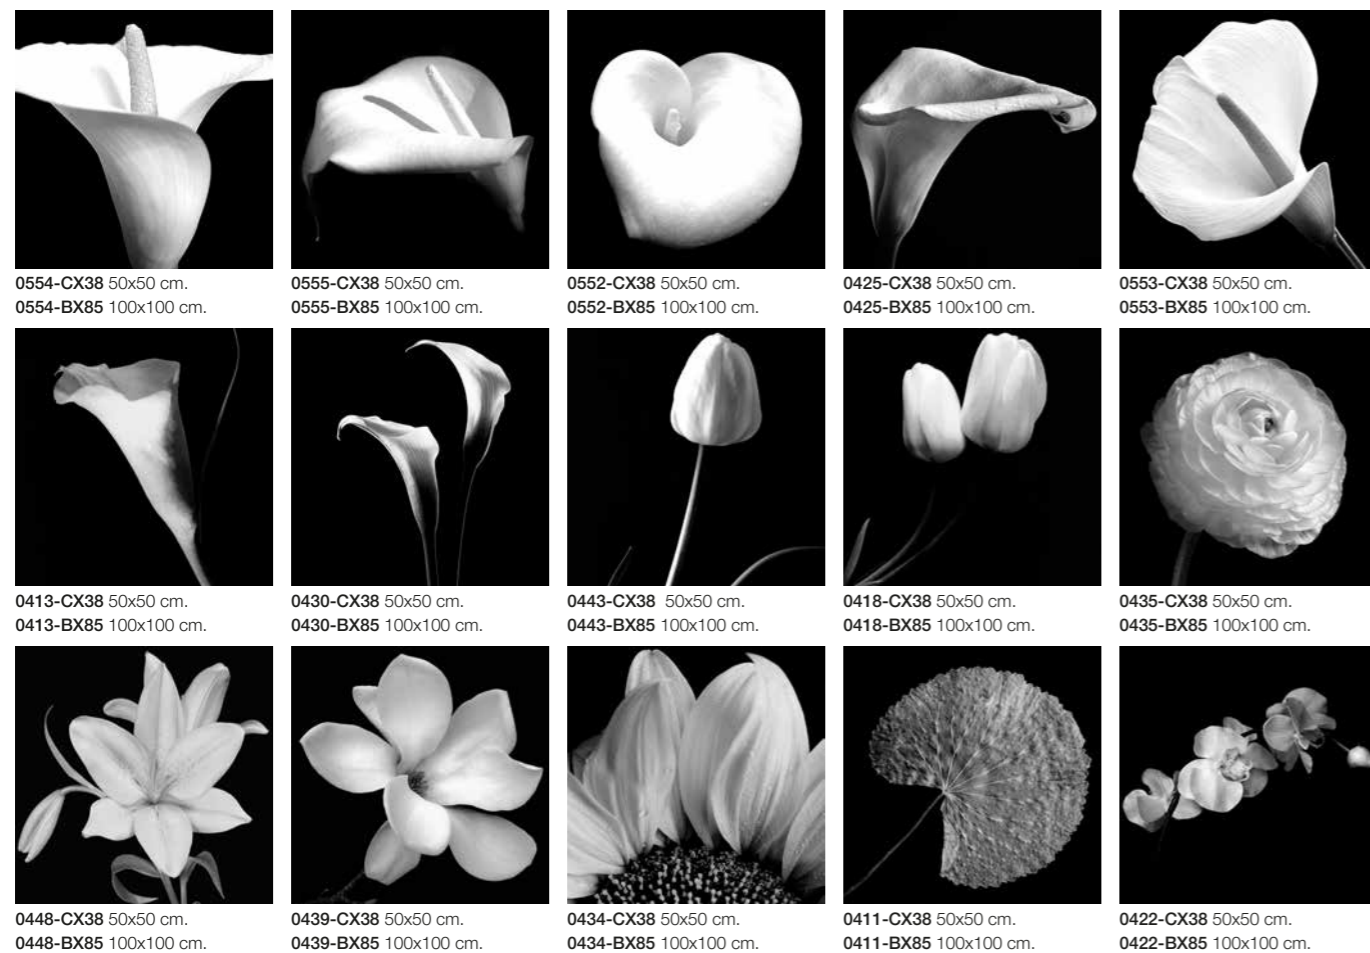 0554-CX38 50x50 cm.
0554-BX85 100x100 cm.
0555-CX38 50x50 cm.
0555-BX85 100x100 cm.
0552-CX38 50x50 cm.
0552-BX85 100x100 cm.
0425-CX38 50x50 cm.
0425-BX85 100x100 cm.
0553-CX38 50x50 cm.
0553-BX85 100x100 cm.
0413-CX38 50x50 cm.
0413-BX85 100x100 cm.
0430-CX38 50x50 cm.
0430-BX85 100x100 cm.
0443-CX38 50x50 cm.
0443-BX85 100x100 cm.
0418-CX38 50x50 cm.
0418-BX85 100x100 cm.
0435-CX38 50x50 cm.
0435-BX85 100x100 cm.
0448-CX38 50x50 cm.
0448-BX85 100x100 cm.
0439-CX38 50x50 cm.
0439-BX85 100x100 cm.
0434-CX38 50x50 cm.
0434-BX85 100x100 cm.
0411-CX38 50x50 cm.
0411-BX85 100x100 cm.
0422-CX38 50x50 cm.
0422-BX85 100x100 cm.